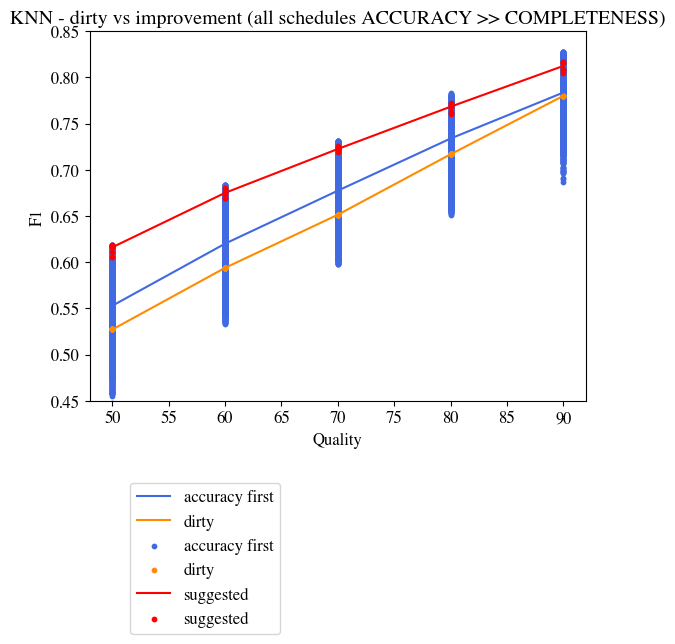 KNN - dirty vs improvement (all schedules ACCURACY >> COMPLETENESS)
0.85
0.80
0.75
0.70
0.65
0.60
0.55
0.50
0.45
F1
50 55 60 65 70 75 80 85 90
Quality
accuracy first
dirty
accuracy first
dirty
suggested
suggested